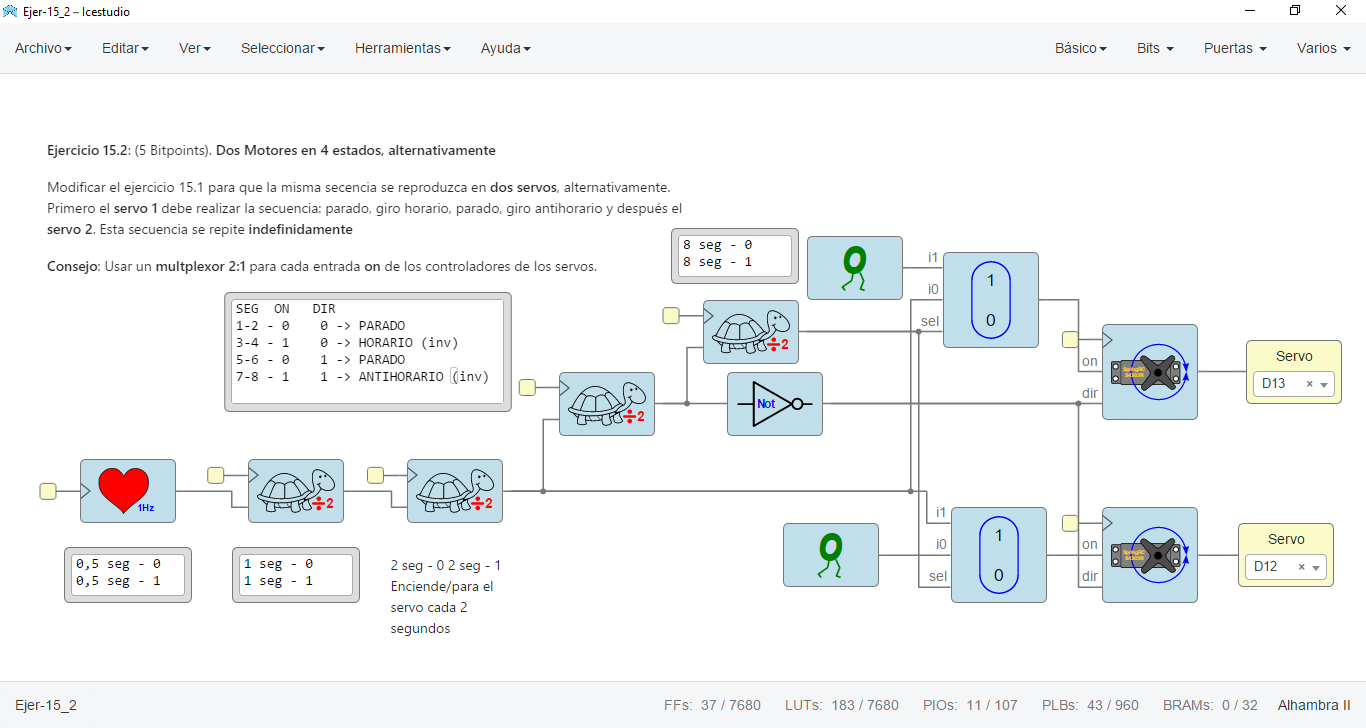 Ejer-15_2 – Icestudio
Archivo Editar Ver Seleccionar Herramientas Ayuda Básico Bits Puertas Varios
Ejercicio 15.2: (5 Bitpoints). Dos Motores en 4 estados, alternativamente
Modificar el ejercicio 15.1 para que la misma secencia se reproduzca en dos servos, alternativamente.
Primero el servo 1 debe realizar la secuencia: parado, giro horario, parado, giro antihorario y después el
servo 2. Esta secuencia se repite indefinidamente
Consejo: Usar un multplexor 2:1 para cada entrada on de los controladores de los servos.
8 seg - 0
8 seg - 1
0
i1
i0
sel
1
0
SEG ON DIR
1-2 - 0 0 -> PARADO
3-4 - 1 0 -> HORARIO (inv)
5-6 - 0 1 -> PARADO
7-8 - 1 1 -> ANTIHORARIO (inv)
÷2
÷2
Not
on
dir
SpringRC
SM-S4303R
Servo
D13 ×
1Hz
÷2
÷2
0,5 seg - 0
0,5 seg - 1
1 seg - 0
1 seg - 1
2 seg - 0 2 seg - 1
Enciende/para el
servo cada 2
segundos
0
i1
i0
sel
1
0
on
dir
Servo
D12 ×
Ejer-15_2 FFs: 37 / 7680 LUTs: 183 / 7680 PIOs: 11 / 107 PLBs: 43 / 960 BRAMs: 0 / 32 Alhambra II